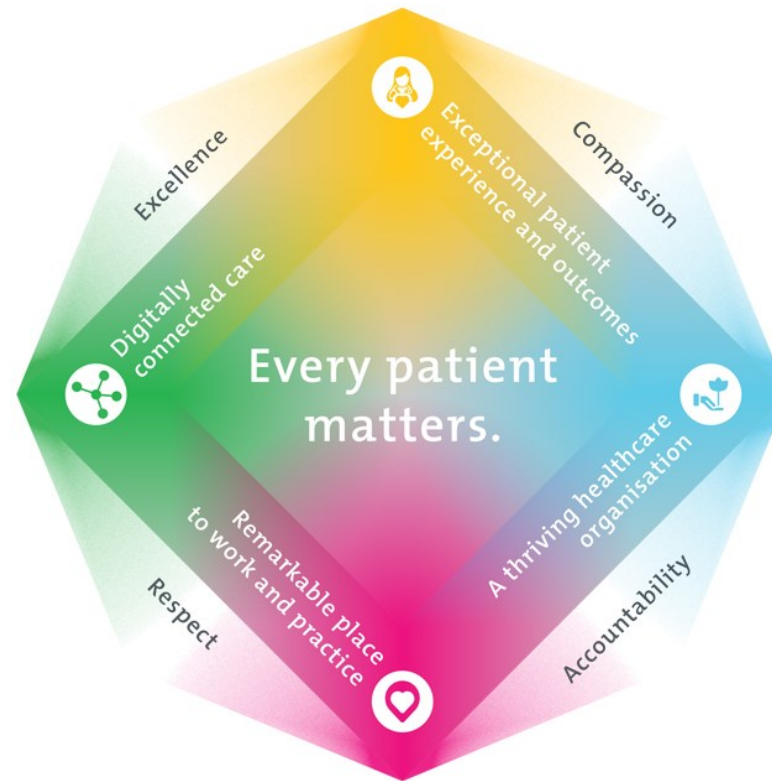 Excellence
Compassion
Exceptional patient
experience and outcomes
Digitally
connected care
Every patient
matters.
A thriving healthcare
organisation
Remarkable place
to work and practice
Respect
Accountability